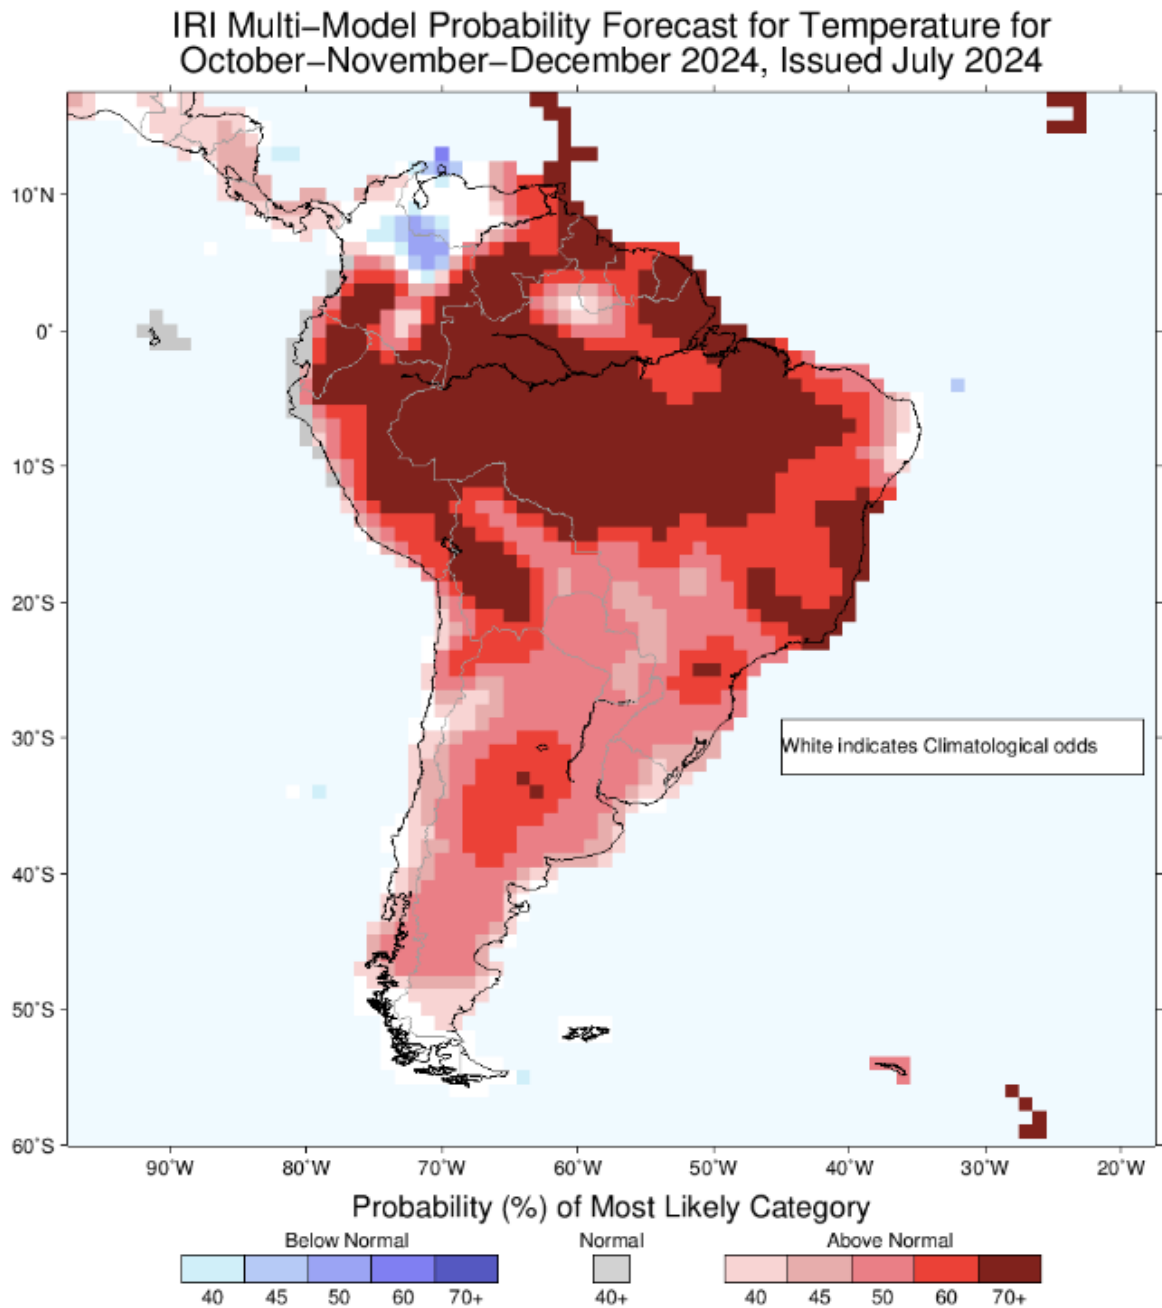 IRI Multi−Model Probability Forecast for Temperature for
October−November−December 2024, Issued July 2024
10˚N
0˚
10˚S
20˚S
30˚S
40˚S
50˚S
60˚S
White indicates Climatological odds
90˚W 80˚W 70˚W 60˚W 50˚W 40˚W 30˚W 20˚W
Probability (%) of Most Likely Category
Below Normal Normal Above Normal
40 45 50 60 70+ 40+ 40 45 50 60 70+